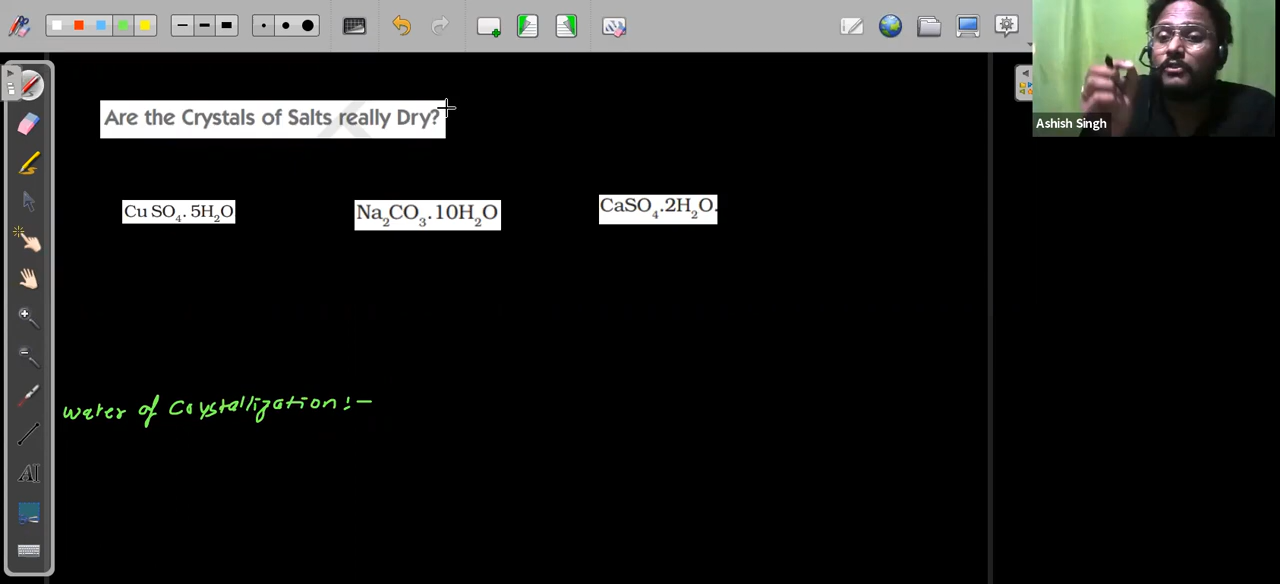 Are the Crystals of Salts really Dry?
Cu SO₄. 5H₂O
Na₂CO₃.10H₂O
CaSO₄.2H₂O.
water of Crystallization :-
Ashish Singh
AI